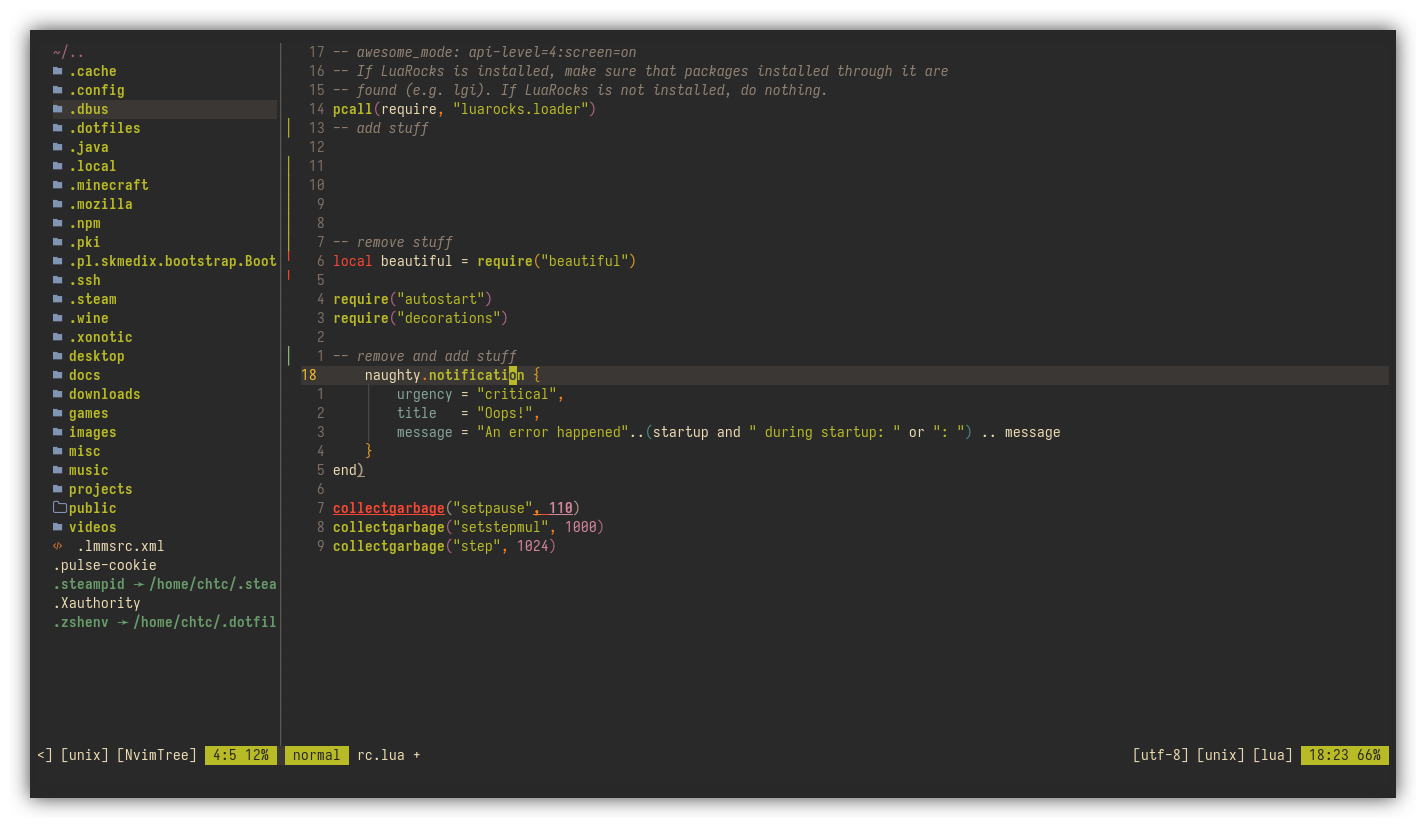 ~/..
.cache
.config
.dbus
.dotfiles
.java
.local
.minecraft
.mozilla
.npm
.pki
.pl.skmedix.bootstrap.Boot
.ssh
.steam
.wine
.xonotic
desktop
docs
downloads
games
images
misc
music
projects
public
videos
.lmmsrc.xml
.pulse-cookie
.steampid ➛ /home/chtc/.stea
.Xauthority
.zshenv ➛ /home/chtc/.dotfil
17 -- awesome_mode: api-level=4:screen=on
16 -- If LuaRocks is installed, make sure that packages installed through it are
15 -- found (e.g. lgi). If LuaRocks is not installed, do nothing.
14 pcall(require, "luarocks.loader")
13 -- add stuff
12
11
10
9
8
7 -- remove stuff
6 local beautiful = require("beautiful")
5
4 require("autostart")
3 require("decorations")
2
1 -- remove and add stuff
18     naughty.notification {
1         urgency = "critical",
2         title   = "Oops!",
3         message = "An error happened"..(startup and " during startup: " or ": ") .. message
4     }
5 end)
6
7 collectgarbage("setpause", 110)
8 collectgarbage("setstepmul", 1000)
9 collectgarbage("step", 1024)
<] [unix] [NvimTree] 4:5 12% normal rc.lua + [utf-8] [unix] [lua] 18:23 66%